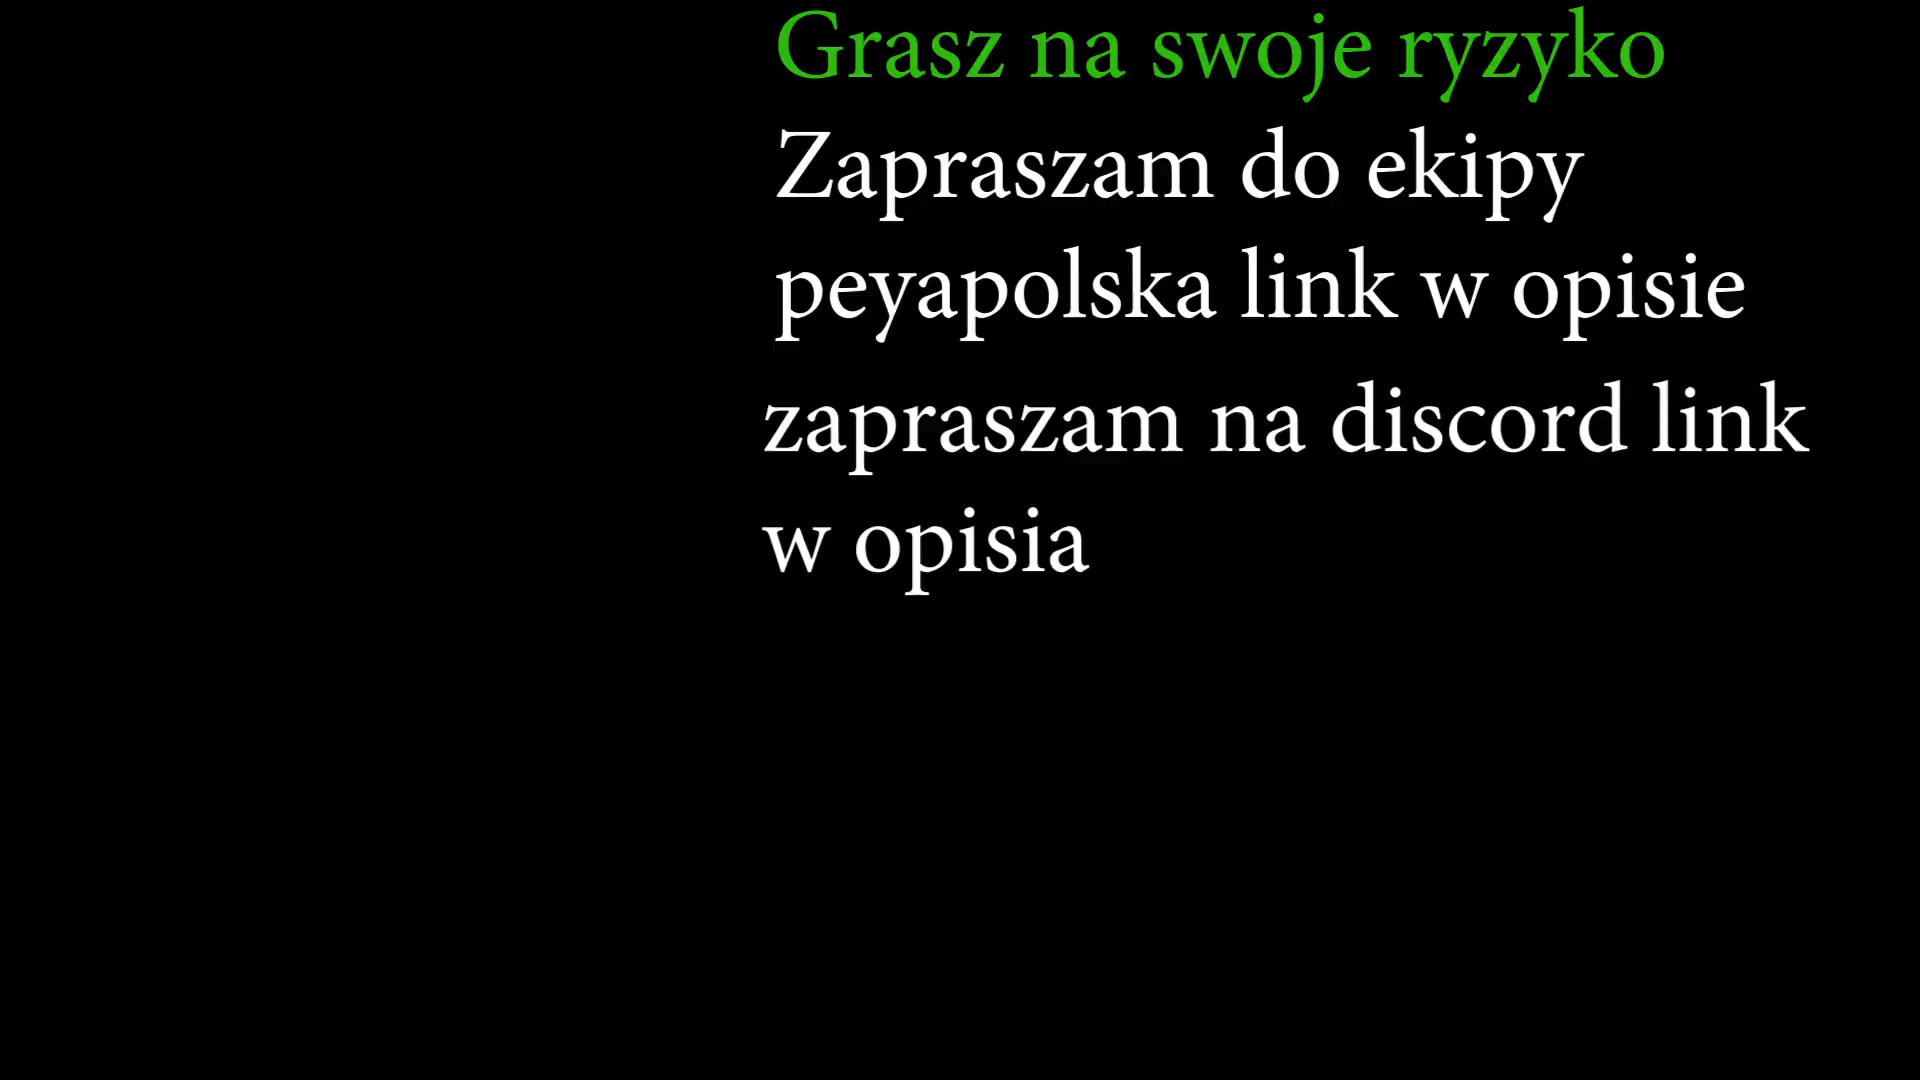 Grasz na swoje ryzyko
Zapraszam do ekipy
peyapolska link w opisie
zapraszam na discord link
w opisia